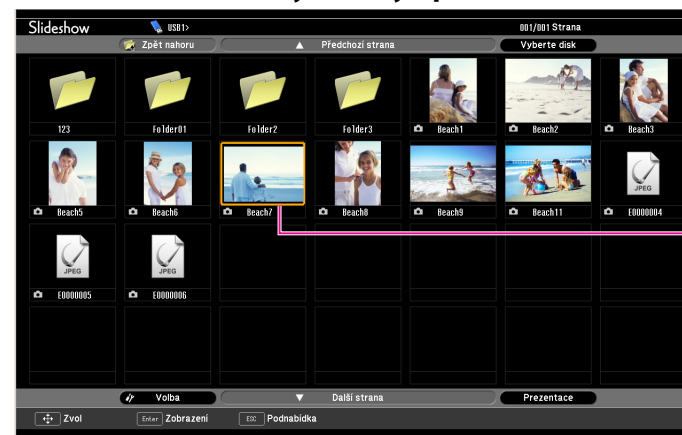 Slideshow USB1> 001/001 Strana
Zpět nahoru Předchozí strana Vyberte disk
123 Folder01 Folder2 Folder3 Beach1 Beach2 Beach3
Beach5 Beach6 Beach7 Beach8 Beach9 Beach11 JPEG E0000004
JPEG E0000005 JPEG E0000006
Volba Další strana Prezentace
Zvol Enter Zobrazení ESC Podnabídka